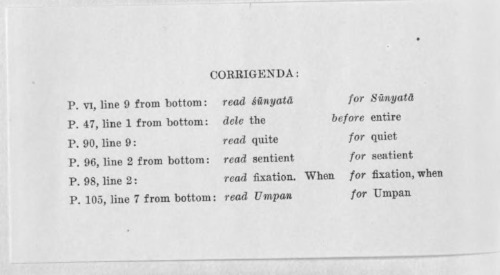 CORRIGENDA:
P. vi, line 9 from bottom: read śūnyatā for Sūnyatā
P. 47, line 1 from bottom: dele the before entire
P. 90, line 9: read quite for quiet
P. 96, line 2 from bottom: read sentient for seatient
P. 98, line 2: read fixation. When for fixation, when
P. 105, line 7 from bottom: read Umpan for Umpan